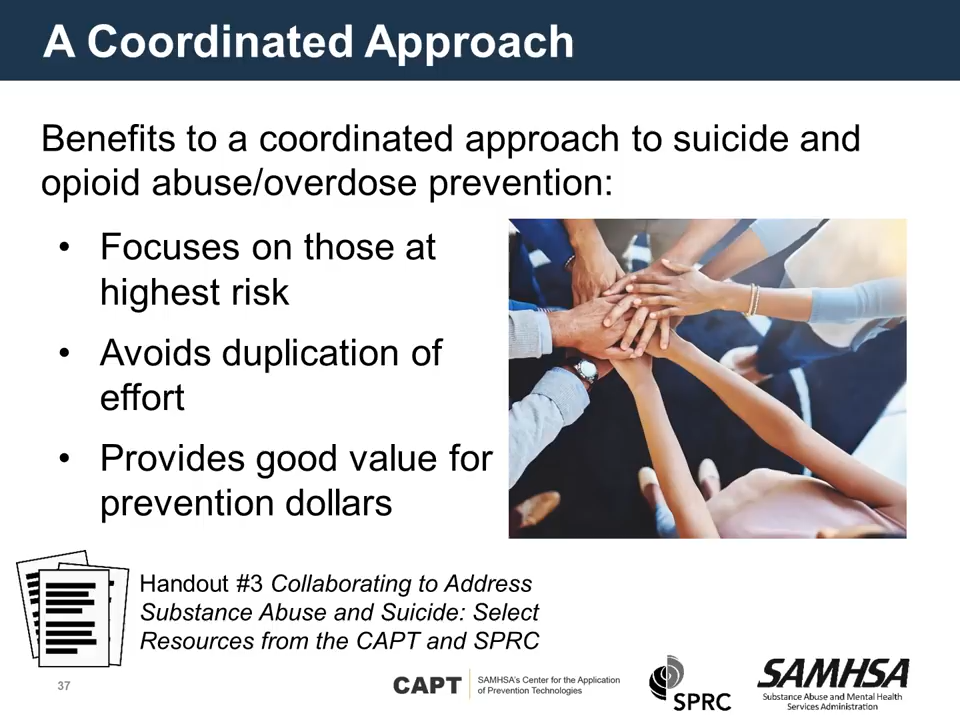 A Coordinated Approach
Benefits to a coordinated approach to suicide and
opioid abuse/overdose prevention:
• Focuses on those at
highest risk
• Avoids duplication of
effort
• Provides good value for
prevention dollars
Handout #3 Collaborating to Address
Substance Abuse and Suicide: Select
Resources from the CAPT and SPRC
37
CAPT
SAMHSA's Center for the Application
of Prevention Technologies
SPRC
SAMHSA
Substance Abuse and Mental Health
Services Administration